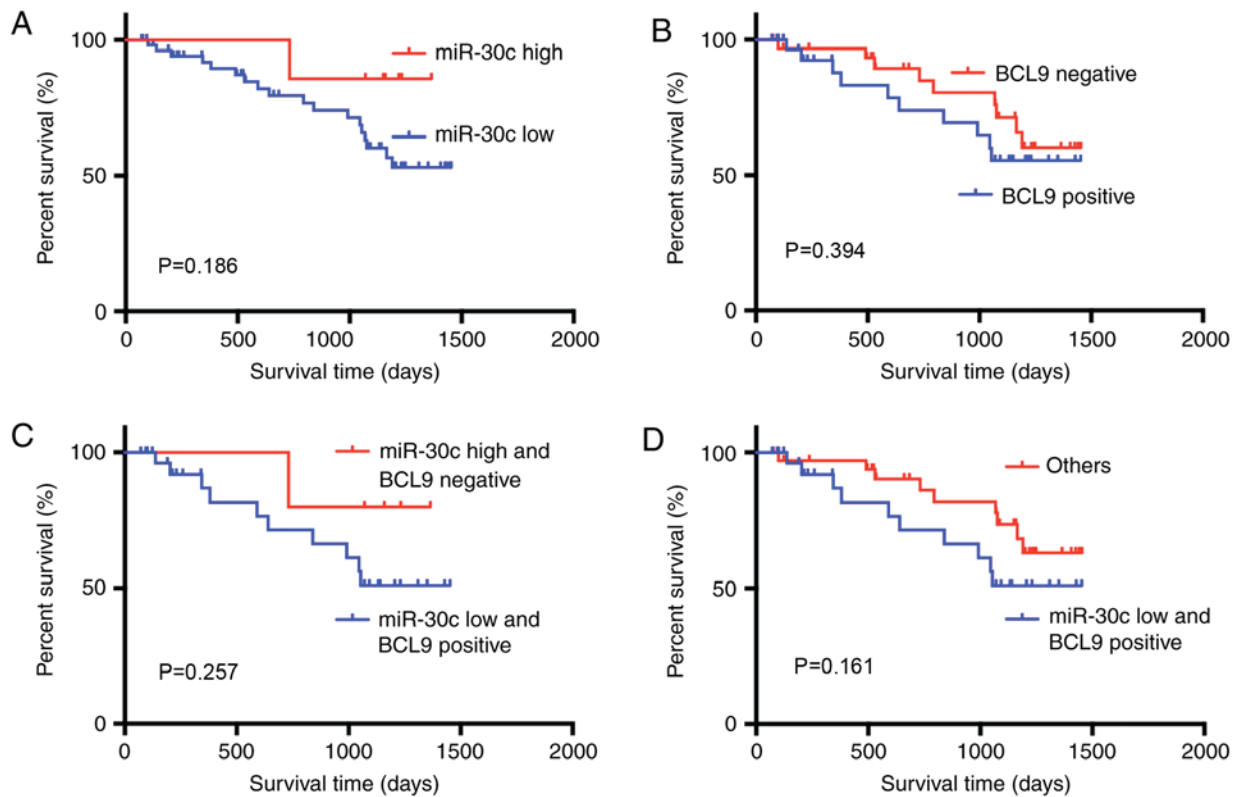 A
Percent survival (%)
100
50
0
miR-30c high
miR-30c low
P=0.186
0 500 1000 1500 2000
Survival time (days)
B
Percent survival (%)
100
50
0
BCL9 negative
BCL9 positive
P=0.394
0 500 1000 1500 2000
Survival time (days)
C
Percent survival (%)
100
50
0
miR-30c high and
BCL9 negative
miR-30c low and
BCL9 positive
P=0.257
0 500 1000 1500 2000
Survival time (days)
D
Percent survival (%)
100
50
0
Others
miR-30c low and
BCL9 positive
P=0.161
0 500 1000 1500 2000
Survival time (days)